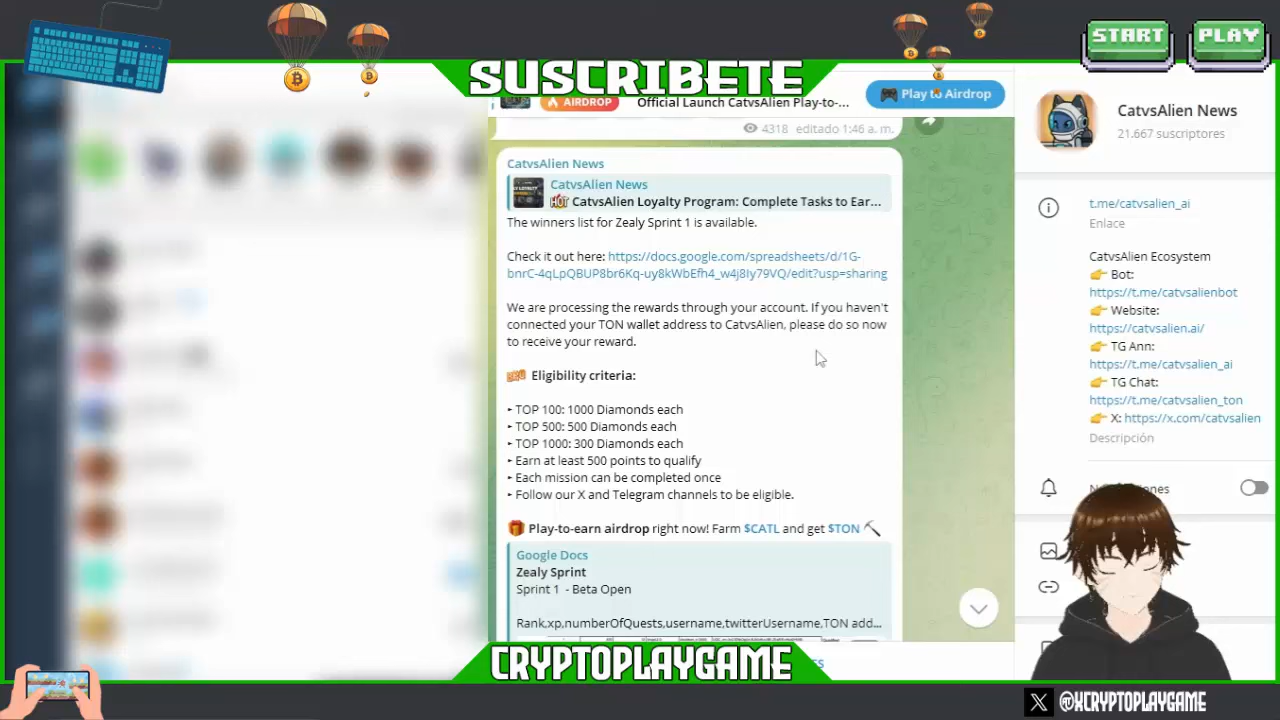 START
PLAY
SUSCRIBETE
AIRDROP
Official Launch CatvsAlien Play-to-...
Play to Airdrop
4318 editado 1:46 a. m.
CatvsAlien News
CatvsAlien News
HOT CatvsAlien Loyalty Program: Complete Tasks to Ear...
The winners list for Zealy Sprint 1 is available.
Check it out here: https://docs.google.com/spreadsheets/d/1G-
bnrC-4qLpQBUP8br6Kq-uy8kWbEfh4_w4j8Iy79VQ/edit?usp=sharing
We are processing the rewards through your account. If you haven't
connected your TON wallet address to CatvsAlien, please do so now
to receive your reward.
Eligibility criteria:
‣ TOP 100: 1000 Diamonds each
‣ TOP 500: 500 Diamonds each
‣ TOP 1000: 300 Diamonds each
‣ Earn at least 500 points to qualify
‣ Each mission can be completed once
‣ Follow our X and Telegram channels to be eligible.
Play-to-earn airdrop right now! Farm $CATL and get $TON
Google Docs
Zealy Sprint
Sprint 1 - Beta Open
Rank,xp,numberOfQuests,username,twitterUsername,TON add...
CatvsAlien News
21.667 suscriptores
t.me/catvsalien_ai
Enlace
CatvsAlien Ecosystem
👉 Bot:
https://t.me/catvsalienbot
👉 Website:
https://catvsalien.ai/
👉 TG Ann:
https://t.me/catvsalien_ai
👉 TG Chat:
https://t.me/catvsalien_ton
👉 X: https://x.com/catvsalien
Descripción
CRYPTOPLAYGAME
X @XCRYPTOPLAYGAME